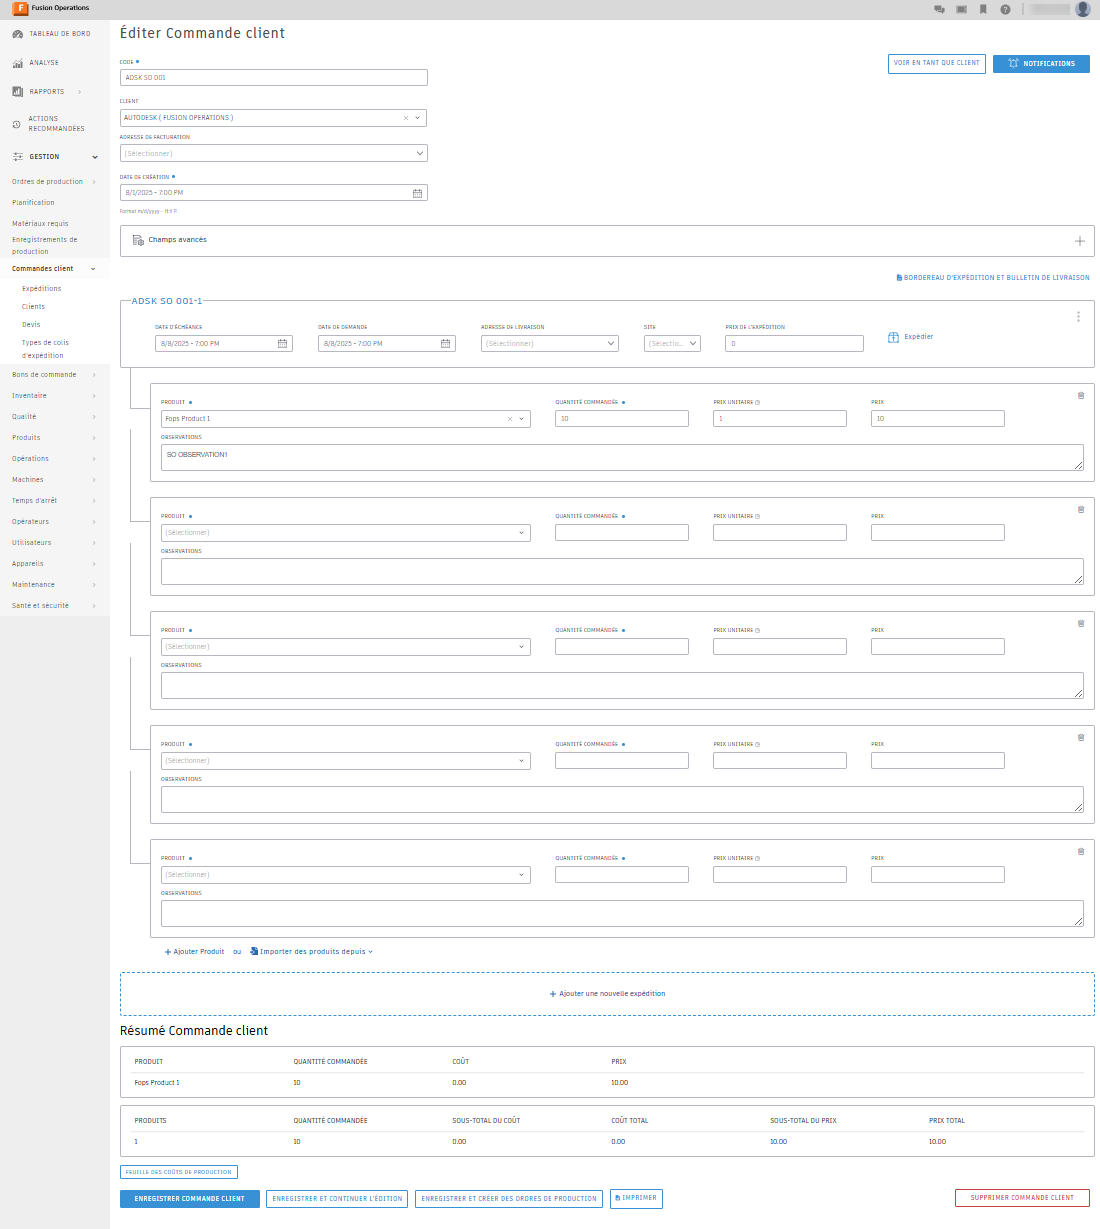 Fusion Operations
TABLEAU DE BORD
ANALYSE
RAPPORTS
ACTIONS
RECOMMANDÉES
GESTION
Ordres de production
Planification
Matériaux requis
Enregistrements de
production
Commandes client
Expéditions
Clients
Devis
Types de colis
d'expédition
Bons de commande
Inventaire
Qualité
Produits
Opérations
Machines
Temps d'arrêt
Opérateurs
Utilisateurs
Appareils
Maintenance
Santé et sécurité
Éditer Commande client
VOIR EN TANT QUE CLIENT
NOTIFICATIONS
CODE
ADSK SO 001
CLIENT
AUTODESK ( FUSION OPERATIONS )
ADRESSE DE FACTURATION
(Sélectionner)
DATE DE CRÉATION
8/1/2025 - 7:00 PM
Format m/d/yyyy - H:ii P.
Champs avancés
BORDEREAU D'EXPÉDITION ET BULLETIN DE LIVRAISON
ADSK SO 001-1
DATE D'ÉCHÉANCE DATE DE DEMANDE ADRESSE DE LIVRAISON SITE PRIX DE L'EXPÉDITION
8/8/2025 - 7:00 PM 8/8/2025 - 7:00 PM (Sélectionner) (Sélectio... 0 Expédier
PRODUIT QUANTITÉ COMMANDÉE PRIX UNITAIRE PRIX
Fops Product 1 10 1 10
OBSERVATIONS
SO OBSERVATION1
PRODUIT QUANTITÉ COMMANDÉE PRIX UNITAIRE PRIX
(Sélectionner)
OBSERVATIONS
PRODUIT QUANTITÉ COMMANDÉE PRIX UNITAIRE PRIX
(Sélectionner)
OBSERVATIONS
PRODUIT QUANTITÉ COMMANDÉE PRIX UNITAIRE PRIX
(Sélectionner)
OBSERVATIONS
PRODUIT QUANTITÉ COMMANDÉE PRIX UNITAIRE PRIX
(Sélectionner)
OBSERVATIONS
+ Ajouter Produit ou Importer des produits depuis
+ Ajouter une nouvelle expédition
Résumé Commande client
PRODUIT QUANTITÉ COMMANDÉE COÛT PRIX
Fops Product 1 10 0.00 10.00
PRODUITS QUANTITÉ COMMANDÉE SOUS-TOTAL DU COÛT COÛT TOTAL SOUS-TOTAL DU PRIX PRIX TOTAL
1 10 0.00 0.00 10.00 10.00
FEUILLE DES COÛTS DE PRODUCTION
ENREGISTRER COMMANDE CLIENT ENREGISTRER ET CONTINUER L'ÉDITION ENREGISTRER ET CRÉER DES ORDRES DE PRODUCTION IMPRIMER SUPPRIMER COMMANDE CLIENT